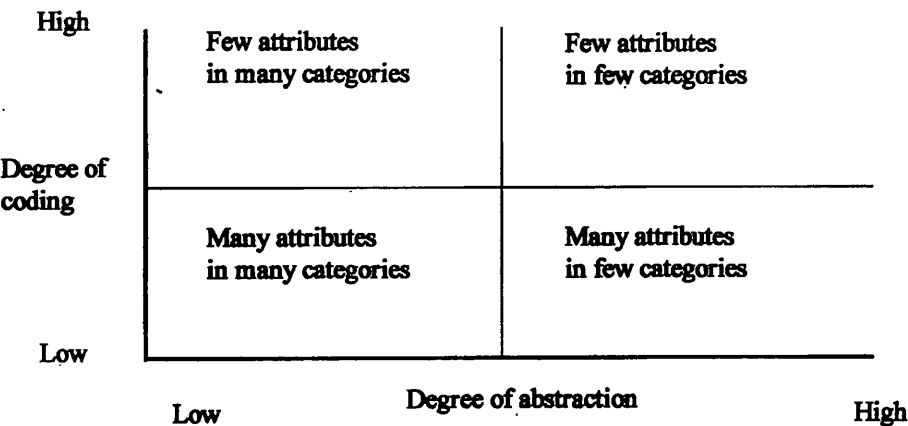 High
Few attributes
in many categories
Few attributes
in few categories
Degree of
coding
Many attributes
in many categories
Many attributes
in few categories
Low
Low
Degree of abstraction
High